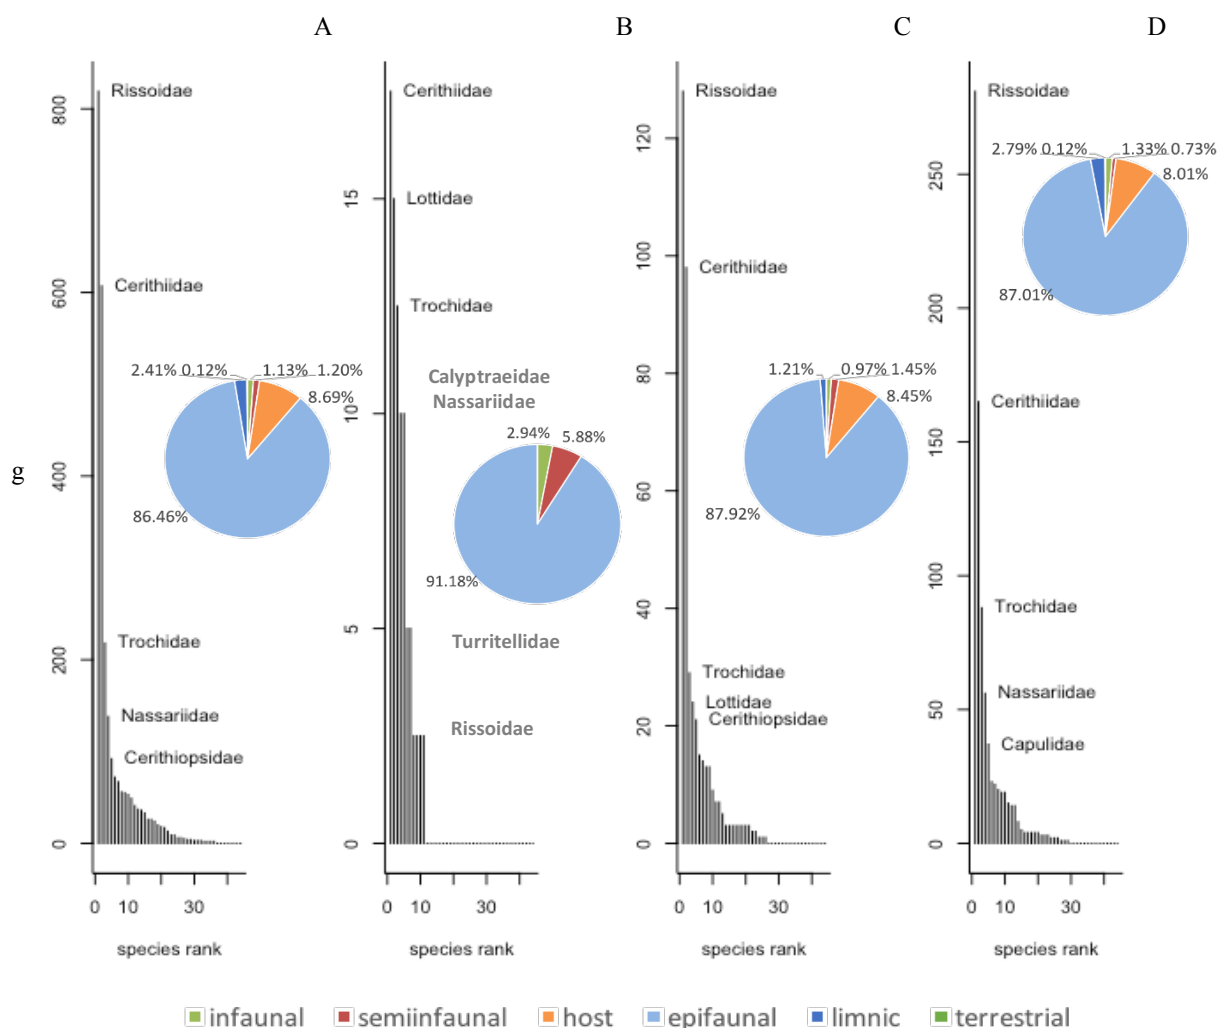 A B C D
Rissoidae Cerithiidae Rissoidae Rissoidae
800
120
2.79% 0.12% 1.33% 0.73%
8.01%
250
15
Lottidae
Cerithiidae
100
600
Cerithiidae
Trochidae
87.01%
200
2.41% 0.12% 1.13% 1.20%
8.69%
Calyptraeidae
Nassariidae
80
1.21% 0.97% 1.45%
8.45%
10
Cerithiidae
2.94% 5.88%
150
g
400
86.46%
60
87.92%
91.18%
100
Trochidae
40
Trochidae
5
Turritellidae
200
Trochidae
Lottidae
Cerithiopsidae
Nassariidae
50
Nassariidae
Rissoidae
20
Capulidae
Cerithiopsidae
0 0 0 0
0 10 30 0 10 30 0 10 30 0 10 30
species rank species rank species rank species rank
infaunal semiinfaunal host epifaunal limnic terrestrial